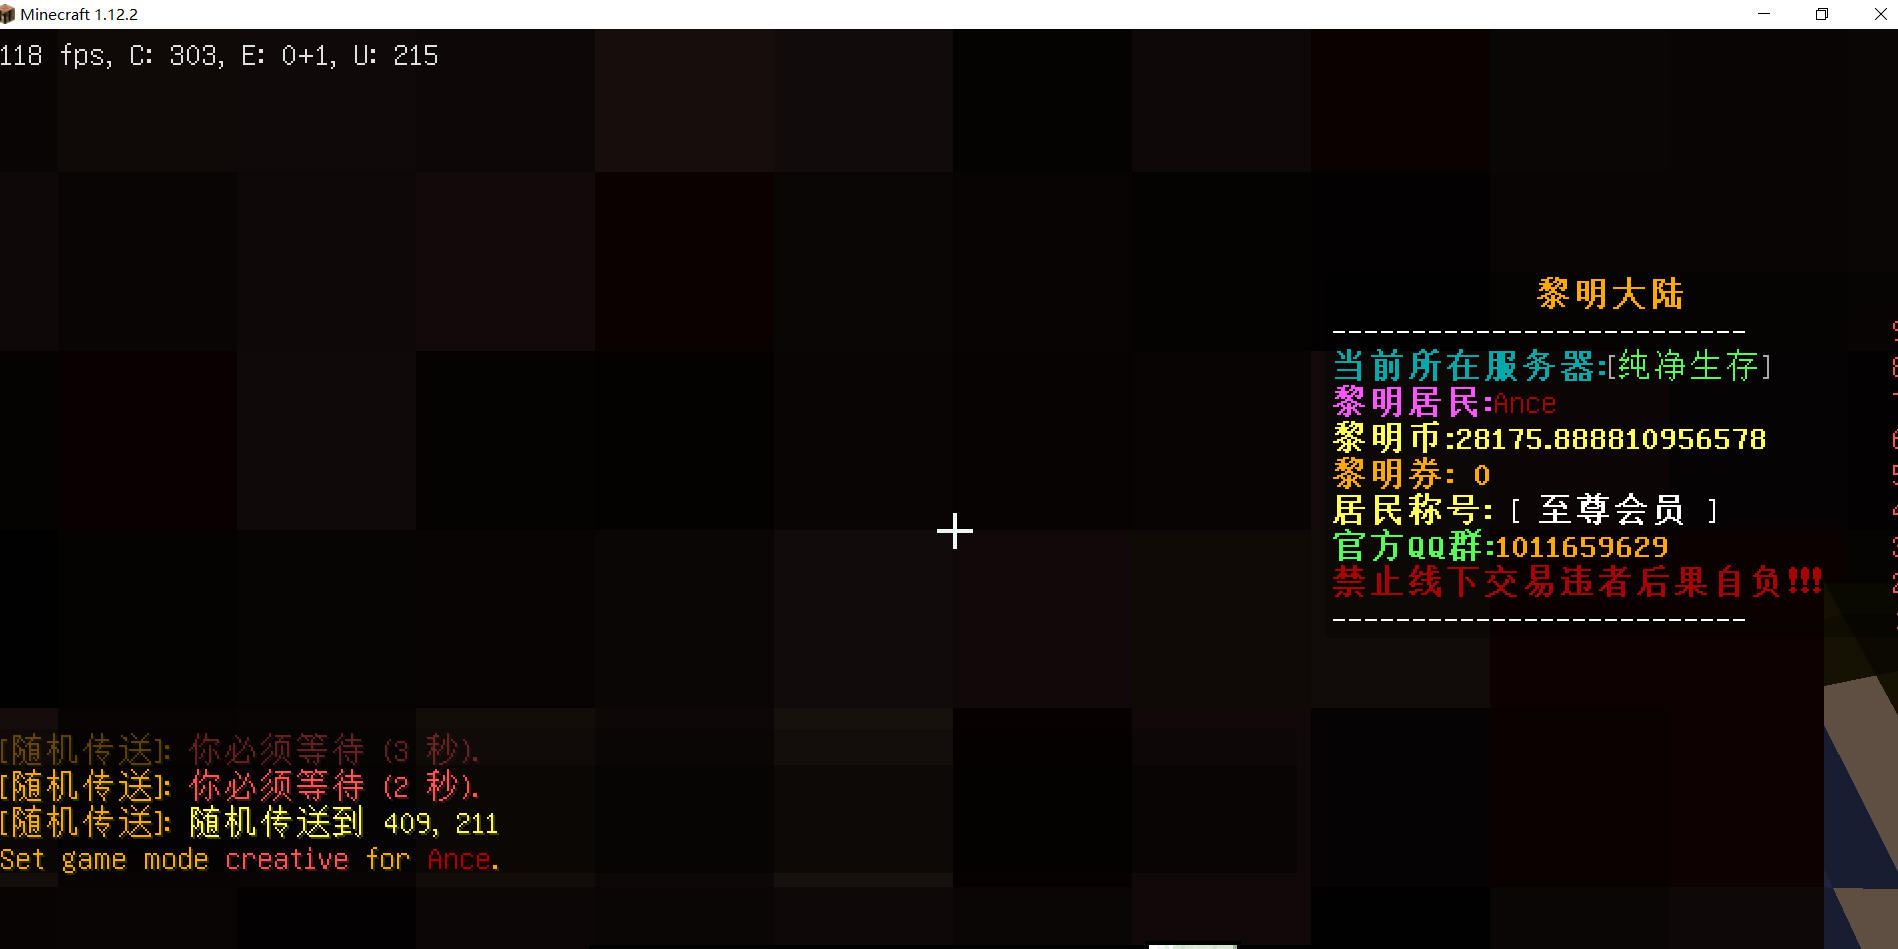 Minecraft 1.12.2
118 fps, C: 303, E: 0+1, U: 215
黎明大陆
--------------------------
当前所在服务器:[纯净生存]
黎明居民:Ance
黎明币:28175.888810956578
黎明券: 0
居民称号: [ 至尊会员 ]
官方QQ群:1011659629
禁止线下交易违者后果自负!!!
--------------------------
[随机传送]: 你必须等待 (3 秒).
[随机传送]: 你必须等待 (2 秒).
[随机传送]: 随机传送到 409, 211
Set game mode creative for Ance.